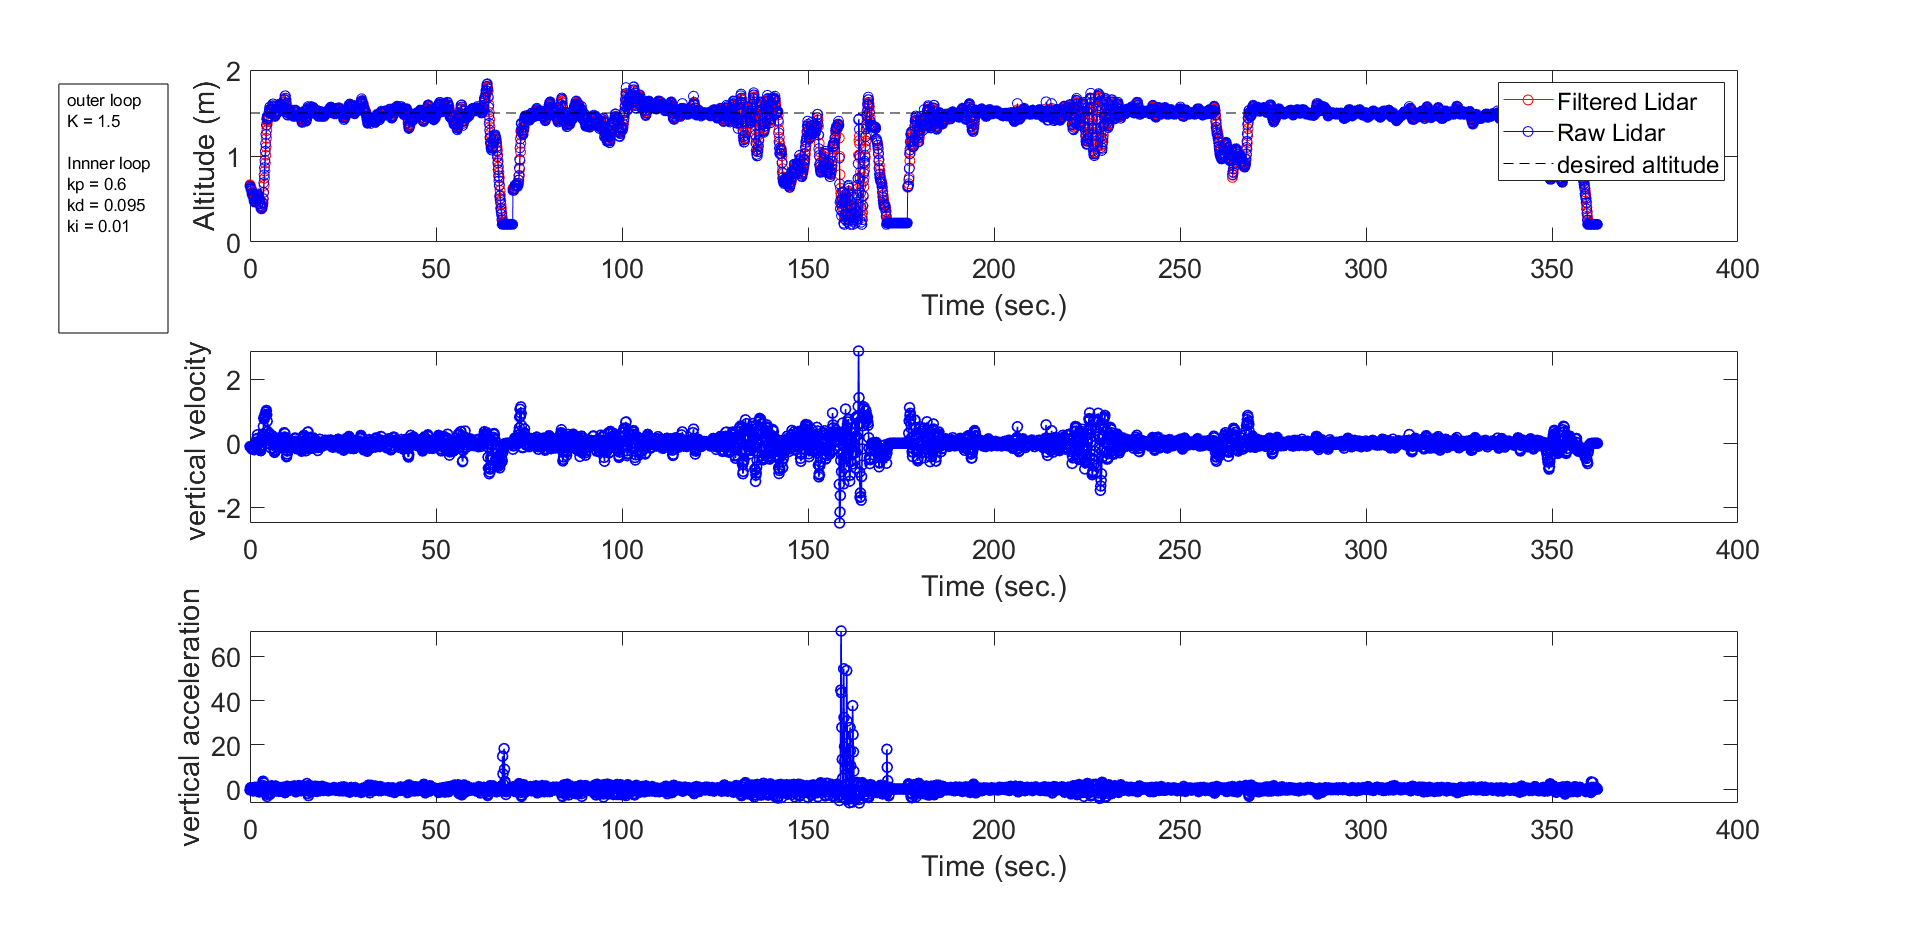 outer loop
K = 1.5
Innner loop
kp = 0.6
kd = 0.095
ki = 0.01
Altitude (m)
2
1
0
0 50 100 150 200 250 300 350 400
Time (sec.)
Filtered Lidar
Raw Lidar
desired altitude
vertical velocity
2
0
-2
0 50 100 150 200 250 300 350 400
Time (sec.)
vertical acceleration
60
40
20
0
0 50 100 150 200 250 300 350 400
Time (sec.)